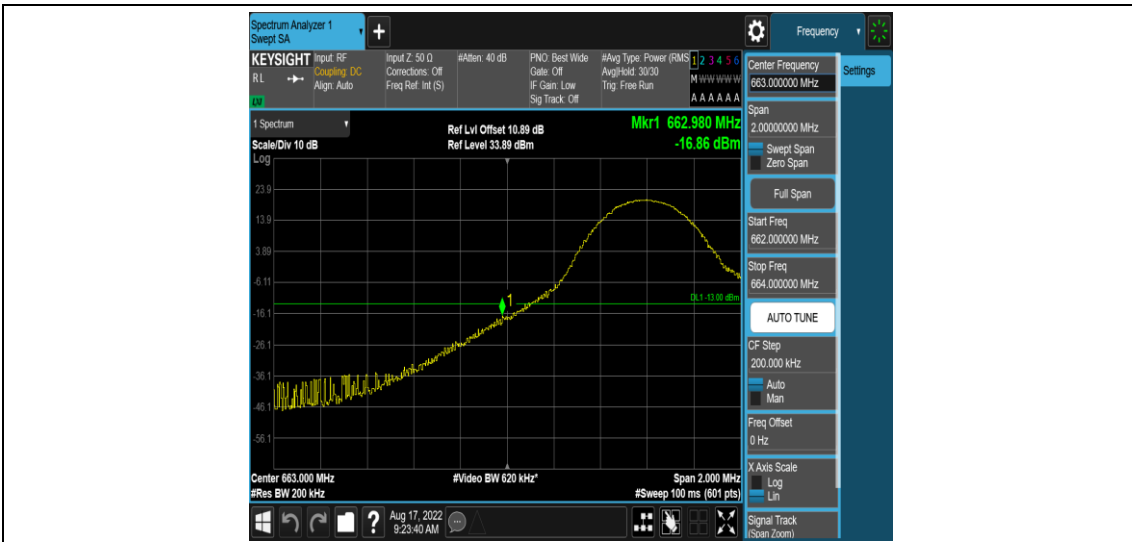 Spectrum Analyzer 1
Swept SA
+
Frequency
KEYSIGHT
RL
LXI
Input: RF
Coupling: DC
Align: Auto
Input Z: 50 Ω
Corrections: Off
Freq Ref: Int (S)
#Atten: 40 dB
PNO: Best Wide
Gate: Off
IF Gain: Low
Sig Track: Off
#Avg Type: Power (RMS
Avg|Hold: 30/30
Trig: Free Run
1 2 3 4 5 6
M W W W W W
A A A A A A
1 Spectrum
Scale/Div 10 dB
Ref Lvl Offset 10.89 dB
Ref Level 33.89 dBm
Mkr1 662.980 MHz
-16.86 dBm
Log
23.9
13.9
3.89
-6.11
-16.1
-26.1
-36.1
-46.1
-56.1
1
DL1 -13.00 dBm
Center 663.000 MHz
#Res BW 200 kHz
#Video BW 620 kHz*
Span 2.000 MHz
#Sweep 100 ms (601 pts)
?
Aug 17, 2022
9:23:40 AM
Center Frequency
663.000000 MHz
Settings
Span
2.00000000 MHz
Swept Span
Zero Span
Full Span
Start Freq
662.000000 MHz
Stop Freq
664.000000 MHz
AUTO TUNE
CF Step
200.000 kHz
Auto
Man
Freq Offset
0 Hz
X Axis Scale
Log
Lin
Signal Track
(Span Zoom)